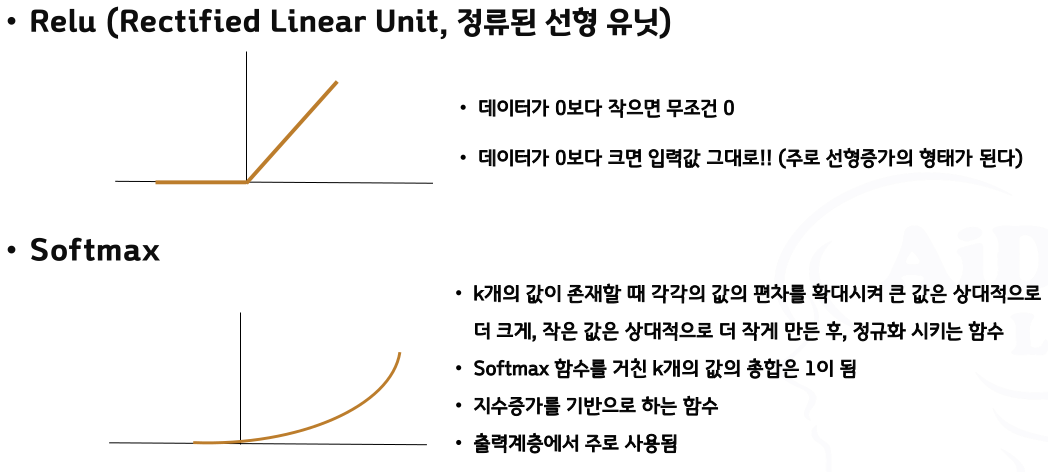 • Relu (Rectified Linear Unit, 정류된 선형 유닛)
• 데이터가 0보다 작으면 무조건 0
• 데이터가 0보다 크면 입력값 그대로!! (주로 선형증가의 형태가 된다)
• Softmax
• k개의 값이 존재할 때 각각의 값의 편차를 확대시켜 큰 값은 상대적으로
더 크게, 작은 값은 상대적으로 더 작게 만든 후, 정규화 시키는 함수
• Softmax 함수를 거친 k개의 값의 총합은 1이 됨
• 지수증가를 기반으로 하는 함수
• 출력계층에서 주로 사용됨